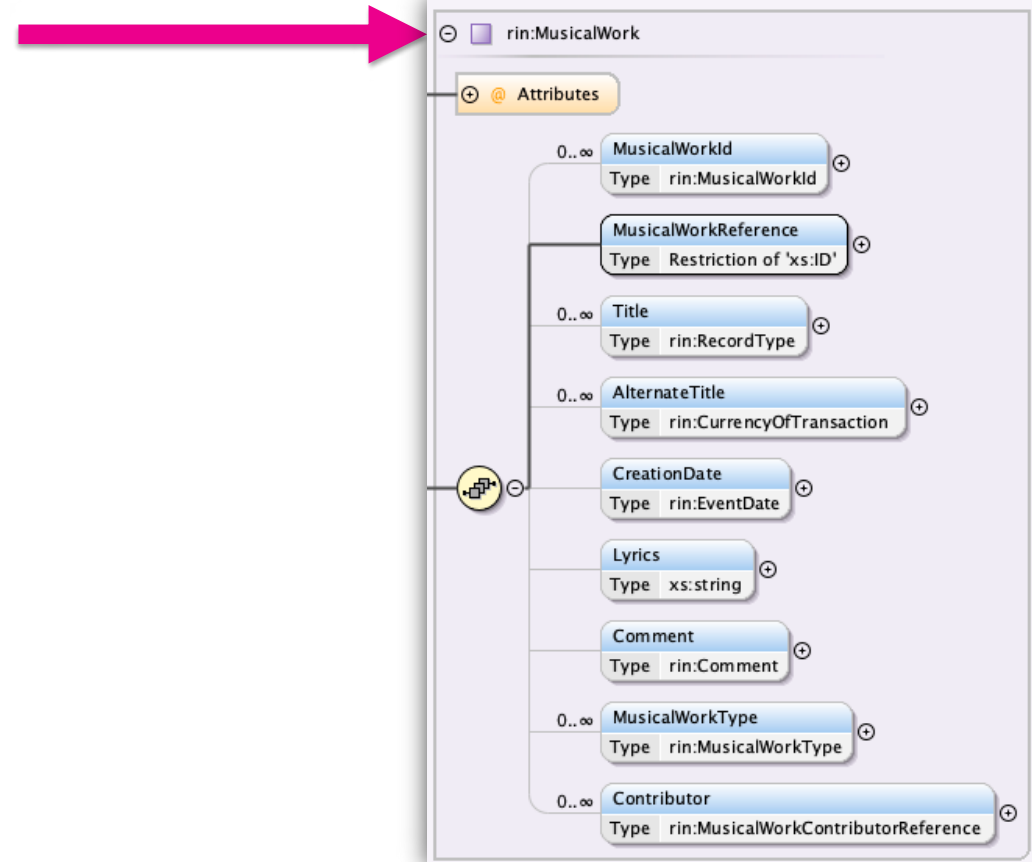 rin:MusicalWork
@ Attributes
0..∞ MusicalWorkId
Type rin:MusicalWorkId
MusicalWorkReference
Type Restriction of 'xs:ID'
0..∞ Title
Type rin:RecordType
0..∞ AlternateTitle
Type rin:CurrencyOfTransaction
CreationDate
Type rin:EventDate
Lyrics
Type xs:string
Comment
Type rin:Comment
0..∞ MusicalWorkType
Type rin:MusicalWorkType
0..∞ Contributor
Type rin:MusicalWorkContributorReference